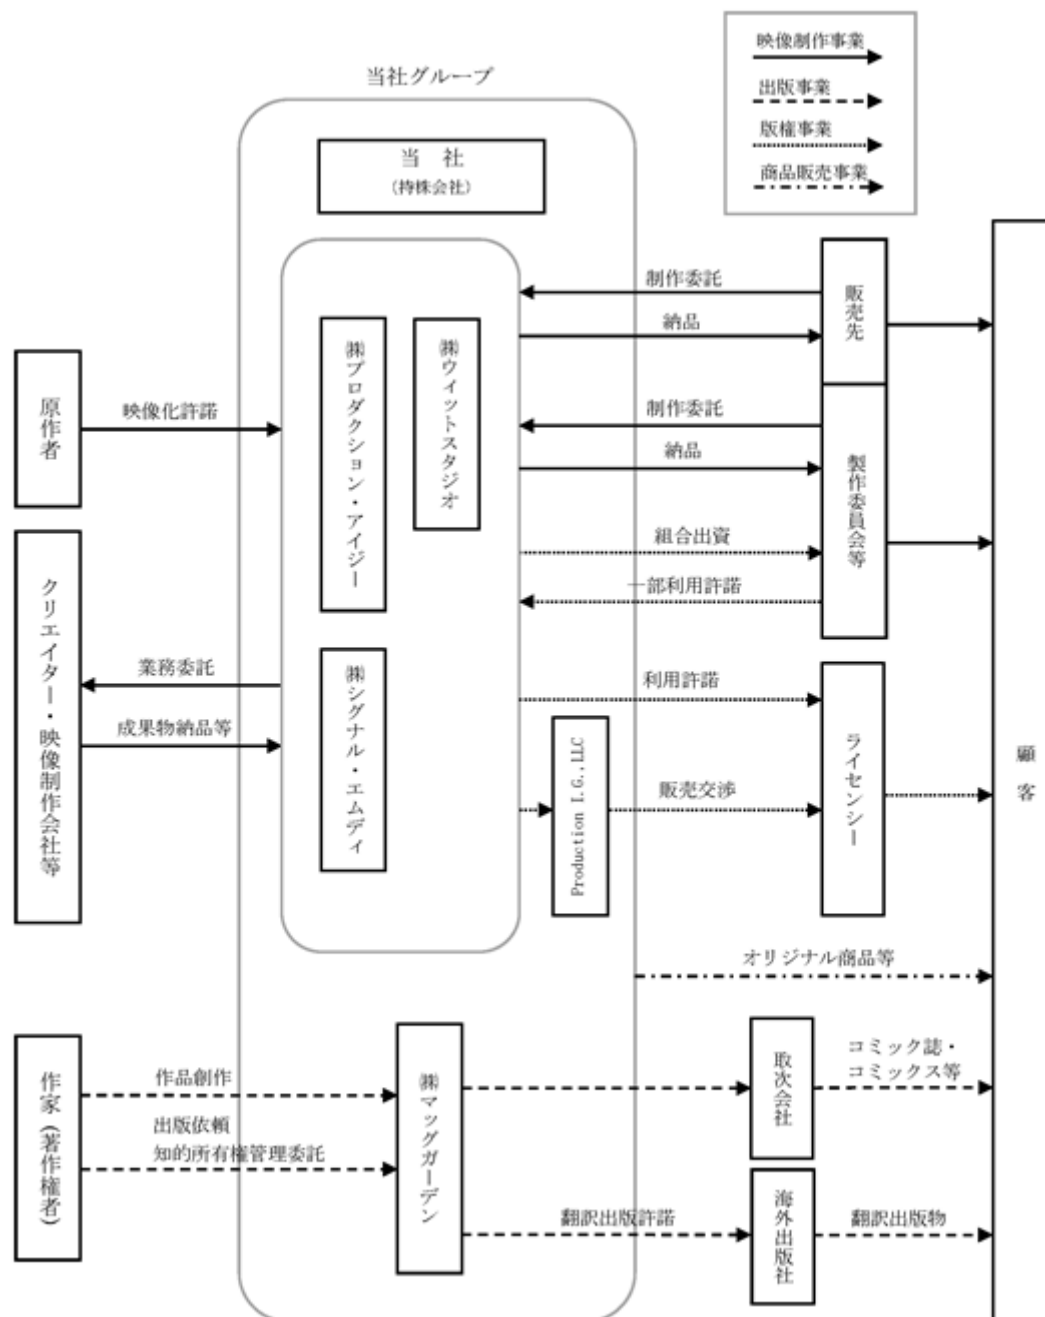 映像制作事業
出版事業
版権事業
商品販売事業
当社グループ
当 社
(持株会社)
原作者
映像化許諾
㈱プロダクション・アイジー
㈱ウィットスタジオ
制作委託
納品
販売先
制作委託
納品
組合出資
一部利用許諾
製作委員会等
クリエイター・映像制作会社等
業務委託
成果物納品等
㈱シグナル・エムディ
利用許諾
Production I.G.,LLC
販売交渉
ライセンシー
顧客
オリジナル商品等
作家(著作権者)
作品創作
出版依頼
知的所有権管理委託
㈱マッグガーデン
取次会社
コミック誌・
コミックス等
翻訳出版許諾
海外出版社
翻訳出版物